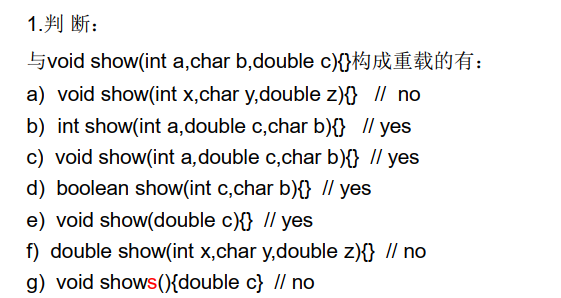 1.判 断：
与void show(int a,char b,double c){}构成重载的有：
a) void show(int x,char y,double z){} // no
b) int show(int a,double c,char b){} // yes
c) void show(int a,double c,char b){} // yes
d) boolean show(int c,char b){} // yes
e) void show(double c){} // yes
f) double show(int x,char y,double z){} // no
g) void shows(){double c} // no